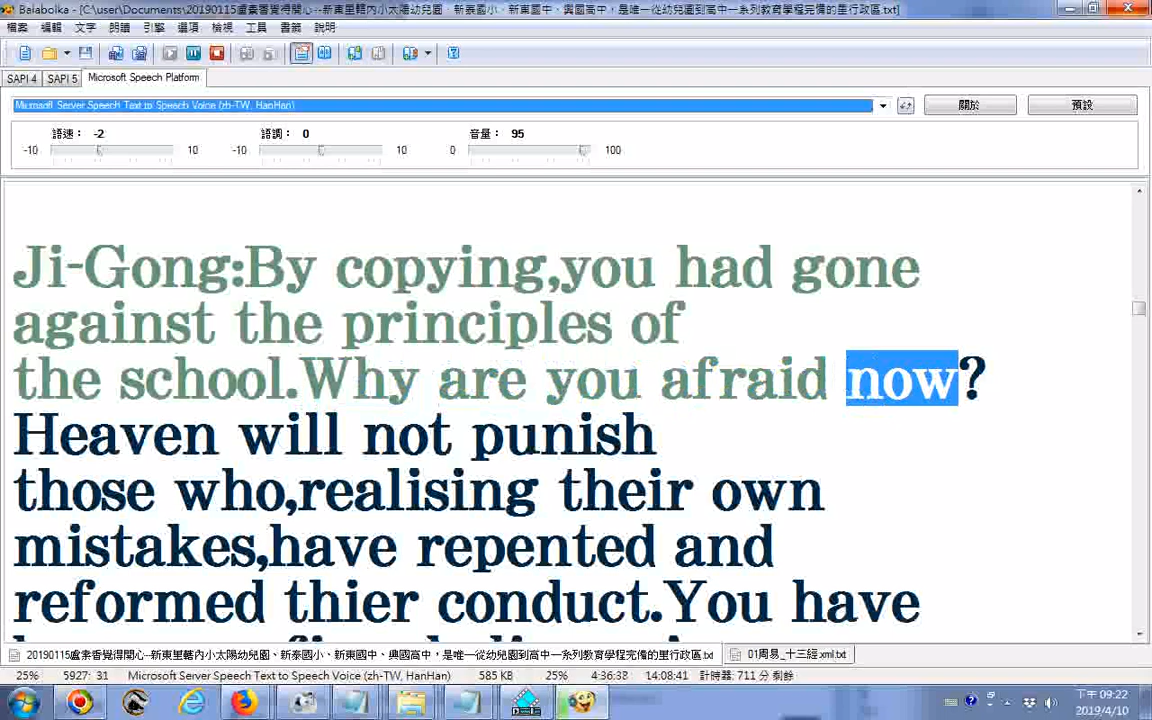 Balabolka - [C:\user\Documents\20190115盧素香覺得開心--新東里轄內小太陽幼兒園、新泰國小、新東國中、興國高中，是唯一從幼兒園到高中一系列教育學程完備的里行政區.txt]
檔案 編輯 文字 朗讀 引擎 選項 檢視 工具 書籤 說明
SAPI 4 SAPI 5 Microsoft Speech Platform
Microsoft Server Speech Text to Speech Voice (zh-TW, HanHan) 關於 預設
語速： -2 語調： 0 音量： 95
-10 10 -10 10 0 100
Ji-Gong:By copying,you had gone
against the principles of
the school.Why are you afraid now?
Heaven will not punish
those who,realising their own
mistakes,have repented and
reformed thier conduct.You have
20190115盧素香覺得開心--新東里轄內小太陽幼兒園、新泰國小、新東國中、興國高中，是唯一從幼兒園到高中一系列教育學程完備的里行政區.txt 01周易_十三經.xml.txt
25% 5927: 31 Microsoft Server Speech Text to Speech Voice (zh-TW, HanHan) 585 KB 25% 4:36:38 14:08:41 計時器: 711 分 剩餘
下午 09:22
2019/4/10